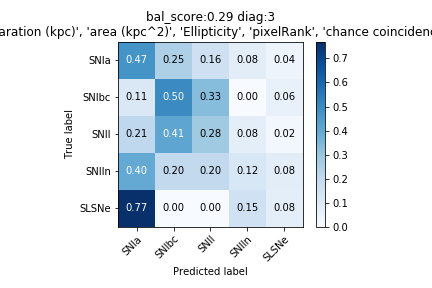 bal_score:0.29 diag:3
(kpc)', 'area (kpc^2)', 'Ellipticity', 'pixelRank', 'chance
True label
SNIa 0.47 0.25 0.16 0.08 0.04
SNIbc 0.11 0.50 0.33 0.00 0.06
SNII 0.21 0.41 0.28 0.08 0.02
SNIIn 0.40 0.20 0.20 0.12 0.08
SLSNe 0.77 0.00 0.00 0.15 0.08
SNIa SNIbc SNII SNIIn SLSNe
Predicted label
0.7
0.6
0.5
0.4
0.3
0.2
0.1
0.0